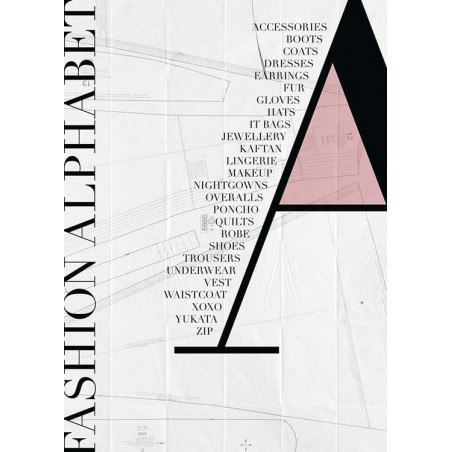 FASHION ALPHABET
ACCESSORIES
BOOTS
COATS
DRESSES
EARRINGS
FUR
GLOVES
HATS
IT BAGS
JEWELLERY
KAFTAN
LINGERIE
MAKEUP
NIGHTGOWNS
OVERALLS
PONCHO
QUILTS
ROBE
SHOES
TROUSERS
UNDERWEAR
VEST
WAISTCOAT
XOXO
YUKATA
ZIP
A